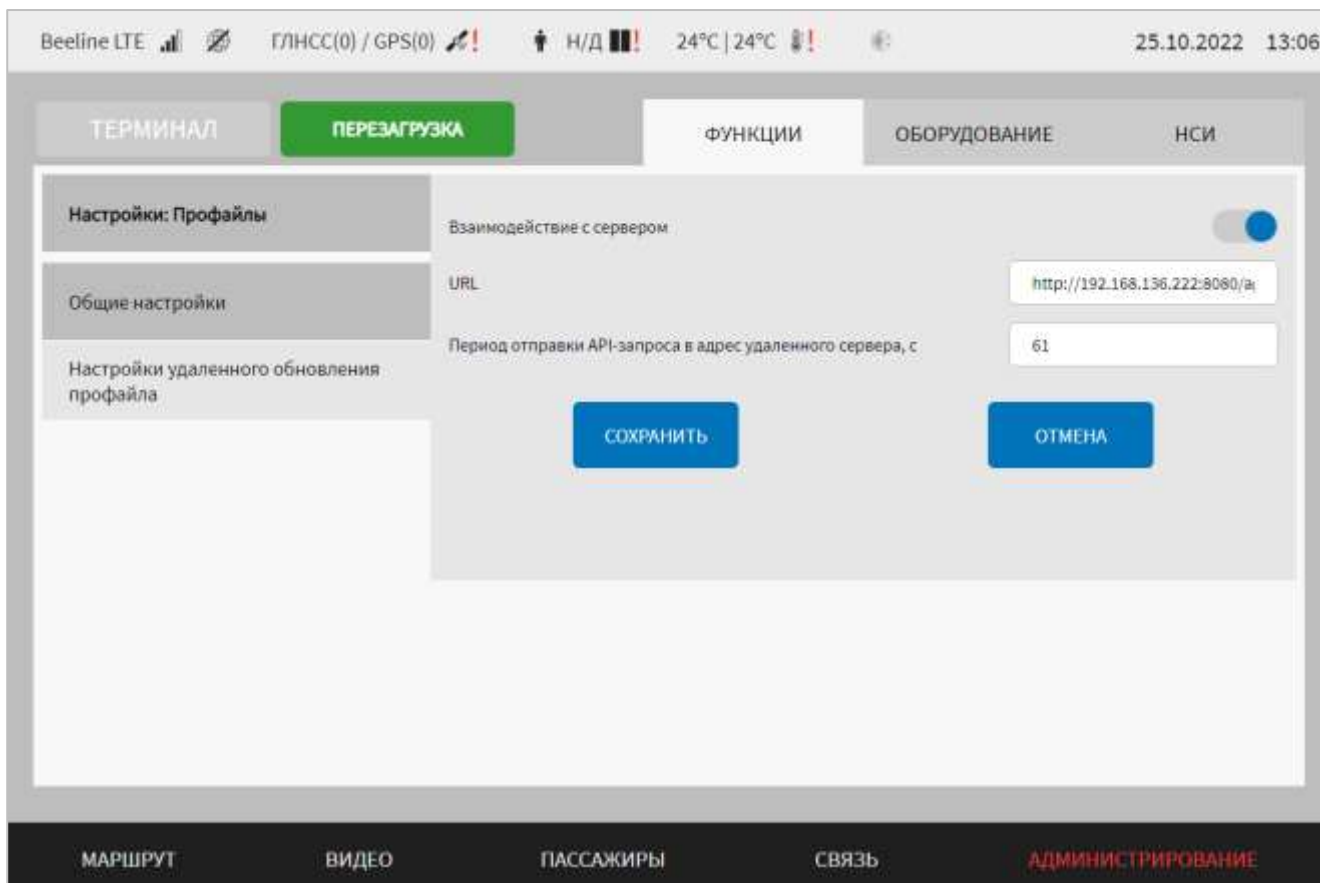 Beeline LTE ГЛНСС(0) / GPS(0) ! Н/Д ! 24°C | 24°C ! 25.10.2022 13:06
ТЕРМИНАЛ ПЕРЕЗАГРУЗКА ФУНКЦИИ ОБОРУДОВАНИЕ НСИ
Настройки: Профайлы
Общие настройки
Настройки удаленного обновления
профайла
Взаимодействие с сервером
URL http://192.168.136.222:8080/a
Период отправки API-запроса в адрес удаленного сервера, с 61
СОХРАНИТЬ ОТМЕНА
МАРШРУТ ВИДЕО ПАССАЖИРЫ СВЯЗЬ АДМИНИСТРИРОВАНИЕ